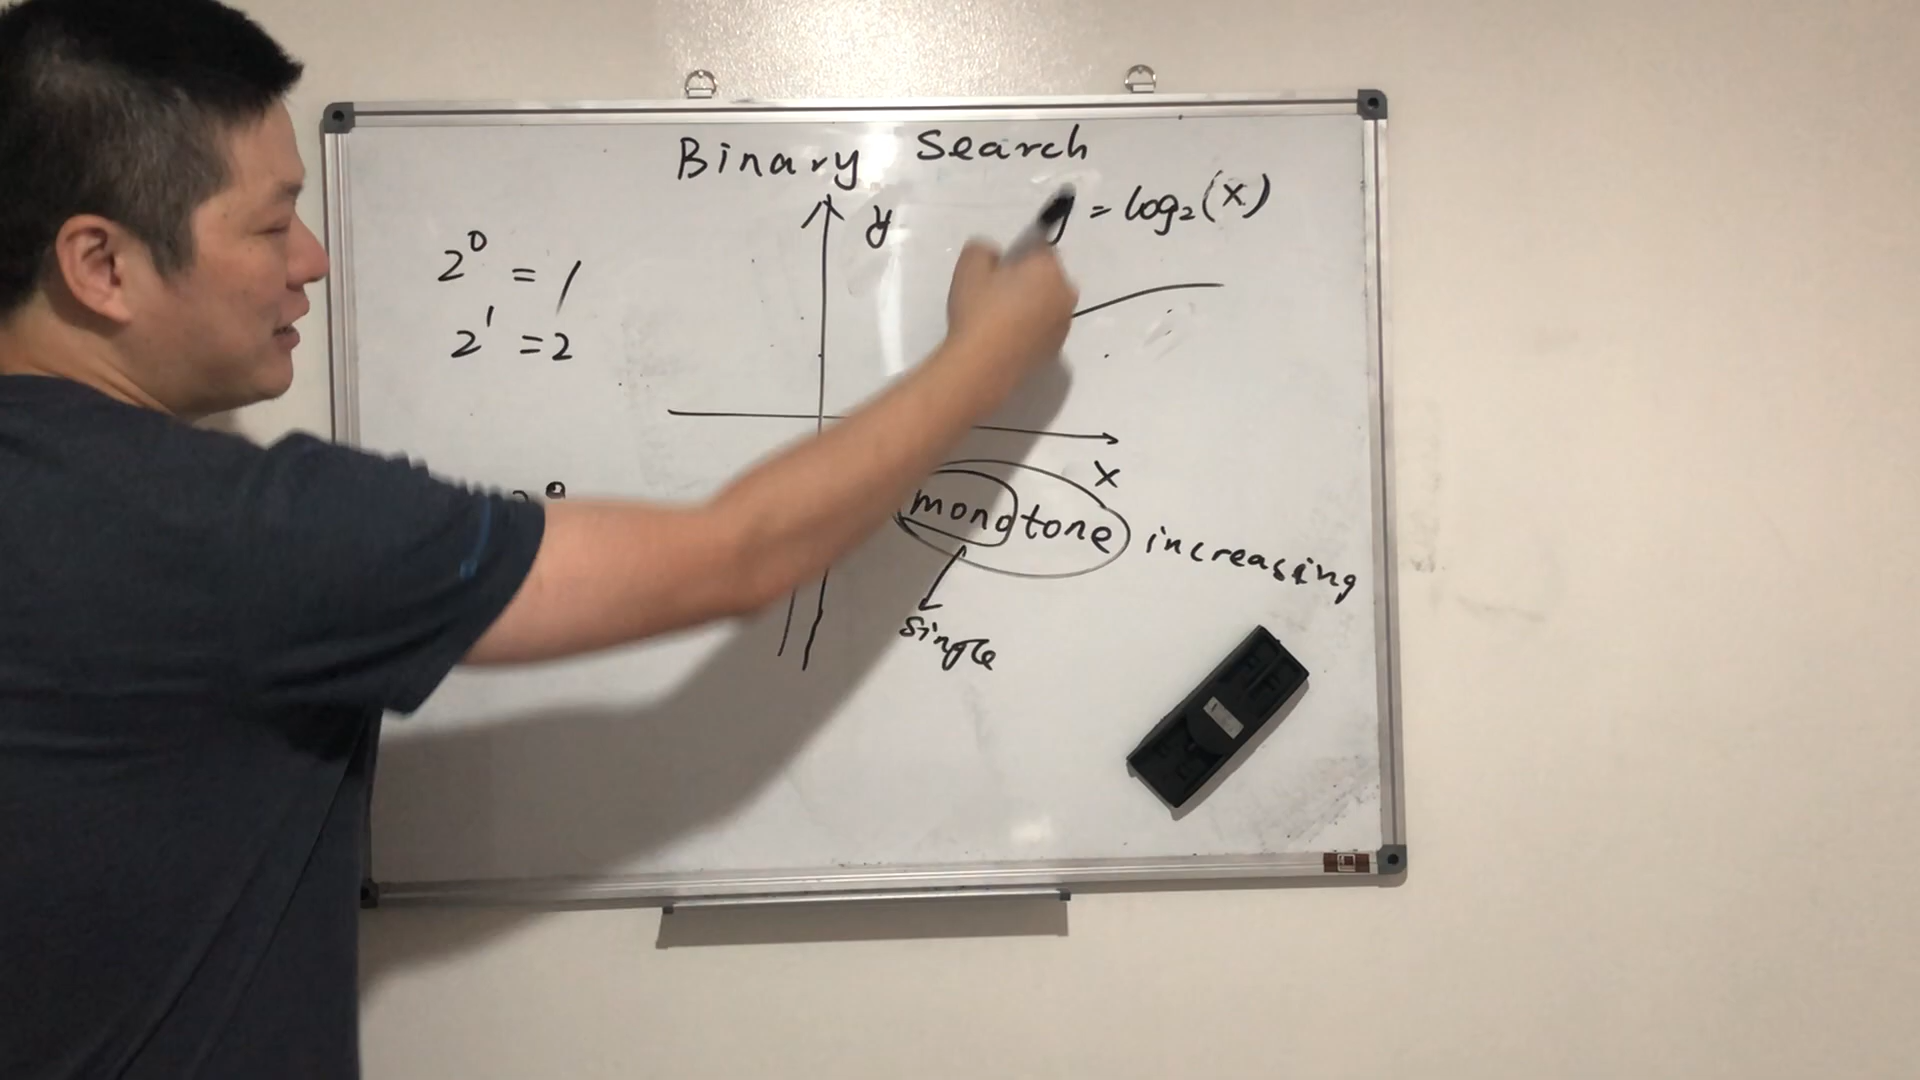 Binary Search
y = log₂(x)
y
2⁰ = 1
2¹ = 2
x
monotone increasing
single